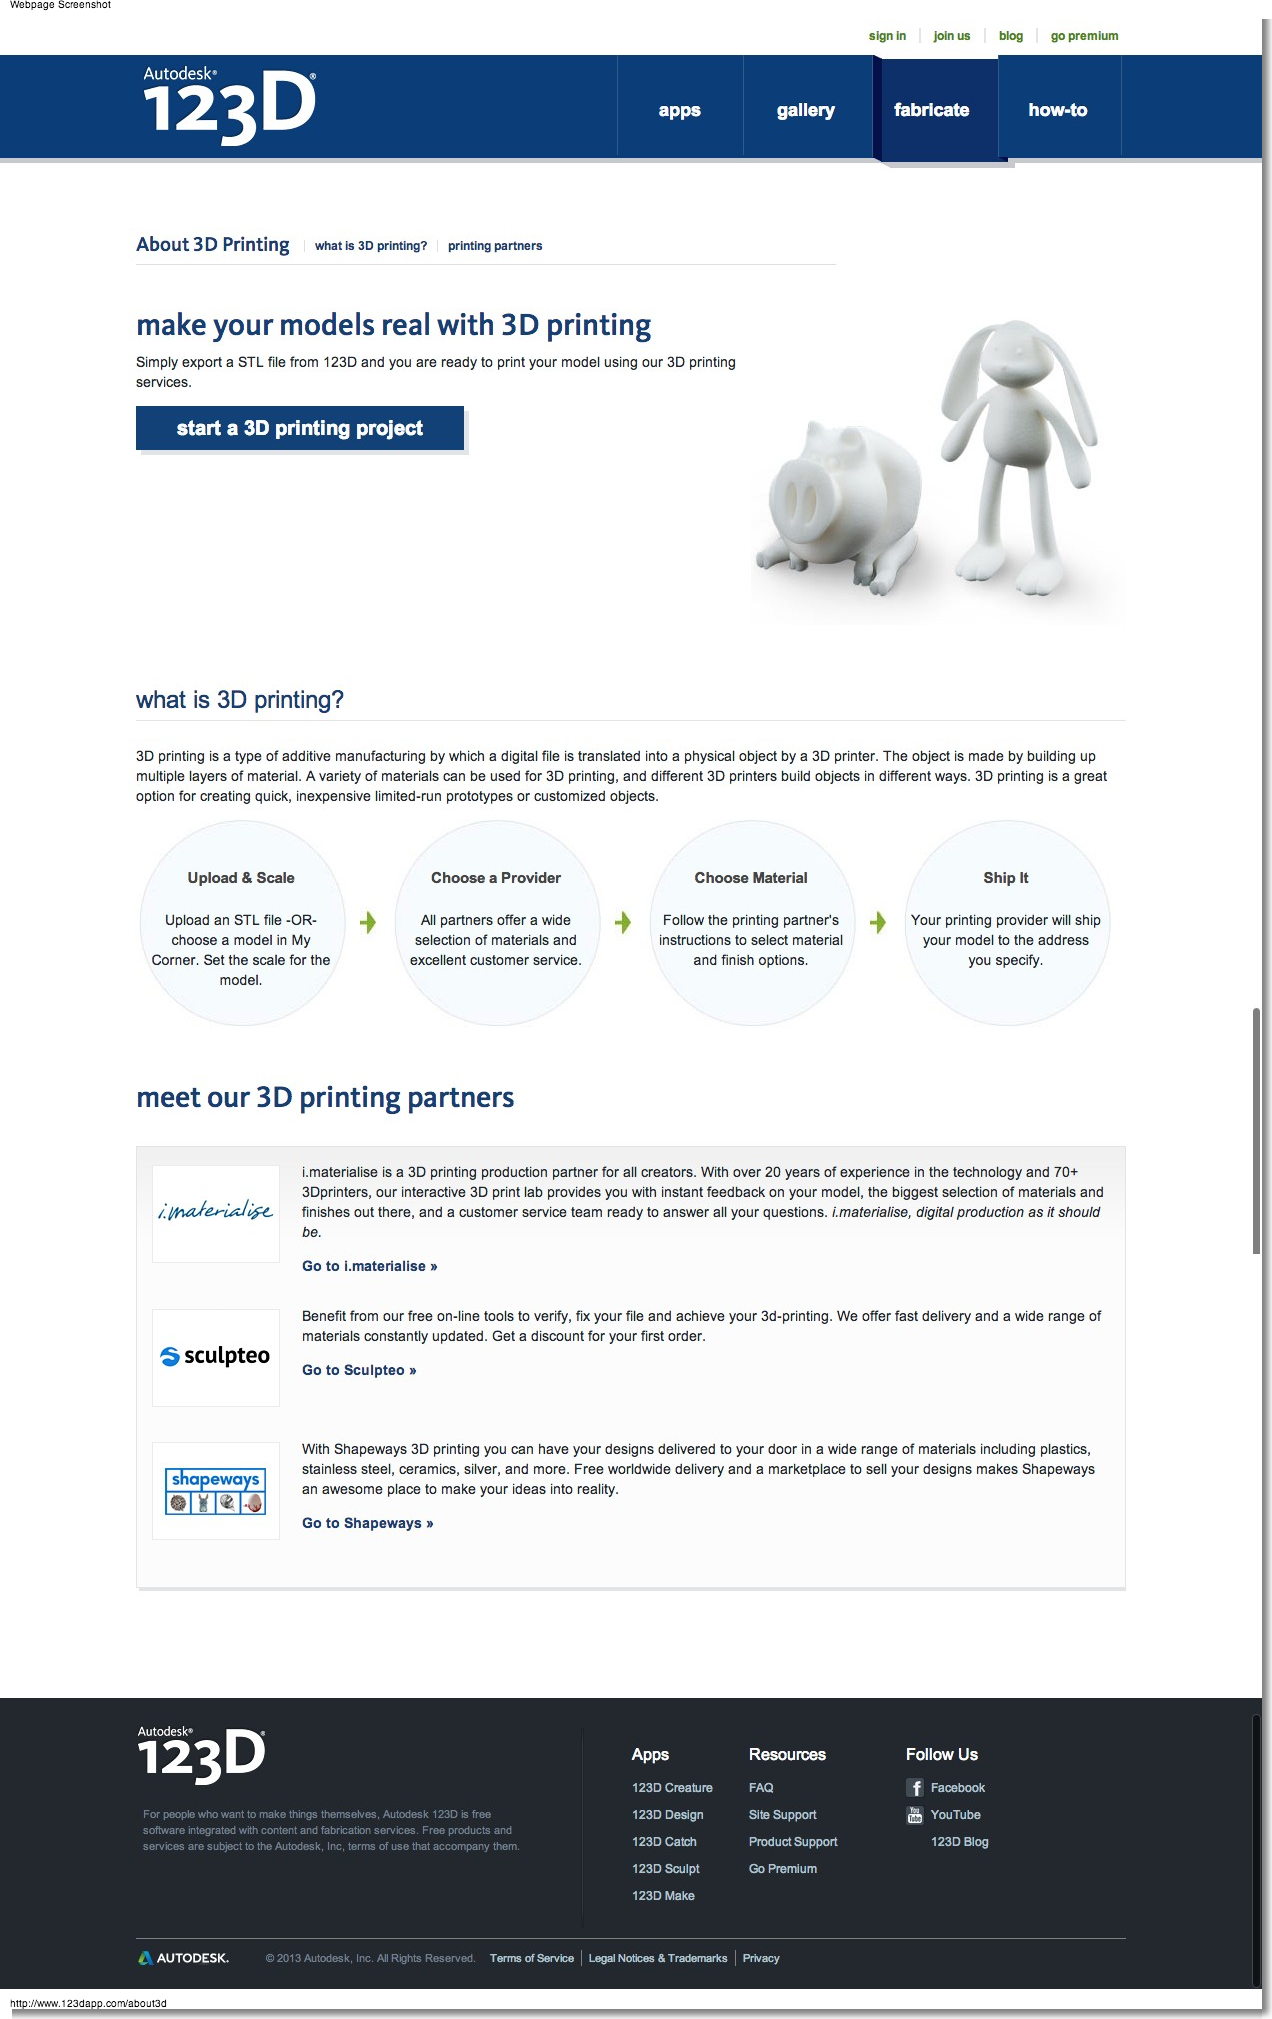 Webpage Screenshot
sign in
join us
blog
go premium
Autodesk®
123D®
apps
gallery
fabricate
how-to
About 3D Printing
what is 3D printing?
printing partners
make your models real with 3D printing
Simply export a STL file from 123D and you are ready to print your model using our 3D printing
services.
start a 3D printing project
what is 3D printing?
3D printing is a type of additive manufacturing by which a digital file is translated into a physical object by a 3D printer. The object is made by building up
multiple layers of material. A variety of materials can be used for 3D printing, and different 3D printers build objects in different ways. 3D printing is a great
option for creating quick, inexpensive limited-run prototypes or customized objects.
Upload & Scale
Upload an STL file -OR-
choose a model in My
Corner. Set the scale for the
model.
Choose a Provider
All partners offer a wide
selection of materials and
excellent customer service.
Choose Material
Follow the printing partner's
instructions to select material
and finish options.
Ship It
Your printing provider will ship
your model to the address
you specify.
meet our 3D printing partners
i.materialise
i.materialise is a 3D printing production partner for all creators. With over 20 years of experience in the technology and 70+
3Dprinters, our interactive 3D print lab provides you with instant feedback on your model, the biggest selection of materials and
finishes out there, and a customer service team ready to answer all your questions. i.materialise, digital production as it should
be.
Go to i.materialise »
sculpteo
Benefit from our free on-line tools to verify, fix your file and achieve your 3d-printing. We offer fast delivery and a wide range of
materials constantly updated. Get a discount for your first order.
Go to Sculpteo »
shapeways
With Shapeways 3D printing you can have your designs delivered to your door in a wide range of materials including plastics,
stainless steel, ceramics, silver, and more. Free worldwide delivery and a marketplace to sell your designs makes Shapeways
an awesome place to make your ideas into reality.
Go to Shapeways »
Autodesk®
123D®
For people who want to make things themselves, Autodesk 123D is free
software integrated with content and fabrication services. Free products and
services are subject to the Autodesk, Inc, terms of use that accompany them.
Apps
123D Creature
123D Design
123D Catch
123D Sculpt
123D Make
Resources
FAQ
Site Support
Product Support
Go Premium
Follow Us
f Facebook
You Tube YouTube
123D Blog
AUTODESK.
© 2013 Autodesk, Inc. All Rights Reserved.
Terms of Service
Legal Notices & Trademarks
Privacy
http://www.123dapp.com/about3d